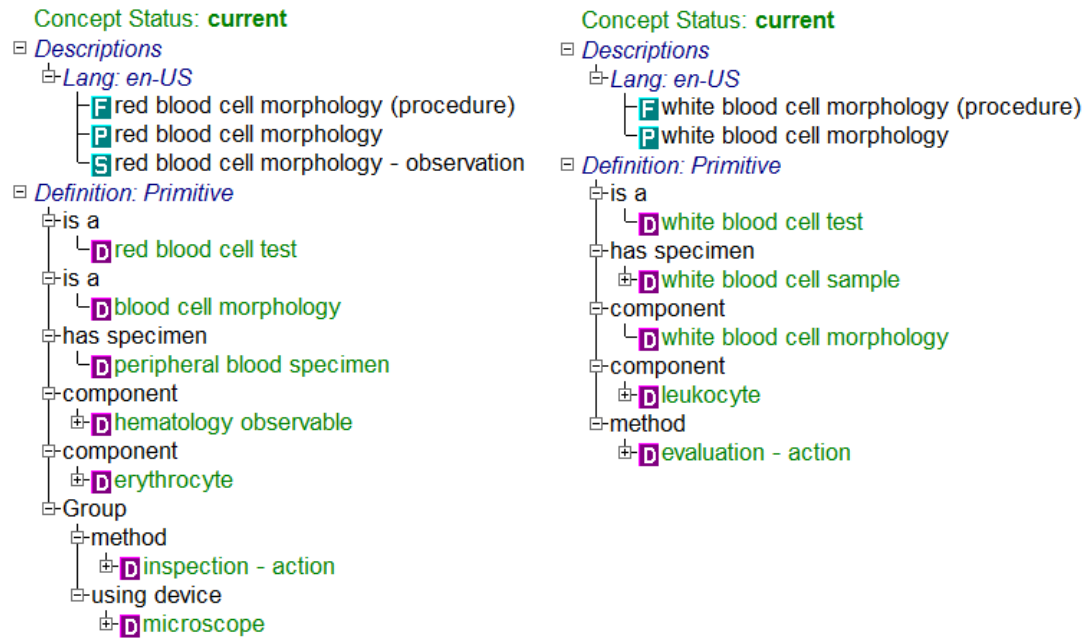 Concept Status: current
Descriptions
Lang: en-US
F red blood cell morphology (procedure)
P red blood cell morphology
S red blood cell morphology - observation
Definition: Primitive
is a
D red blood cell test
is a
D blood cell morphology
has specimen
D peripheral blood specimen
component
D hematology observable
component
D erythrocyte
Group
method
D inspection - action
using device
D microscope
Concept Status: current
Descriptions
Lang: en-US
F white blood cell morphology (procedure)
P white blood cell morphology
Definition: Primitive
is a
D white blood cell test
has specimen
D white blood cell sample
component
D white blood cell morphology
component
D leukocyte
method
D evaluation - action